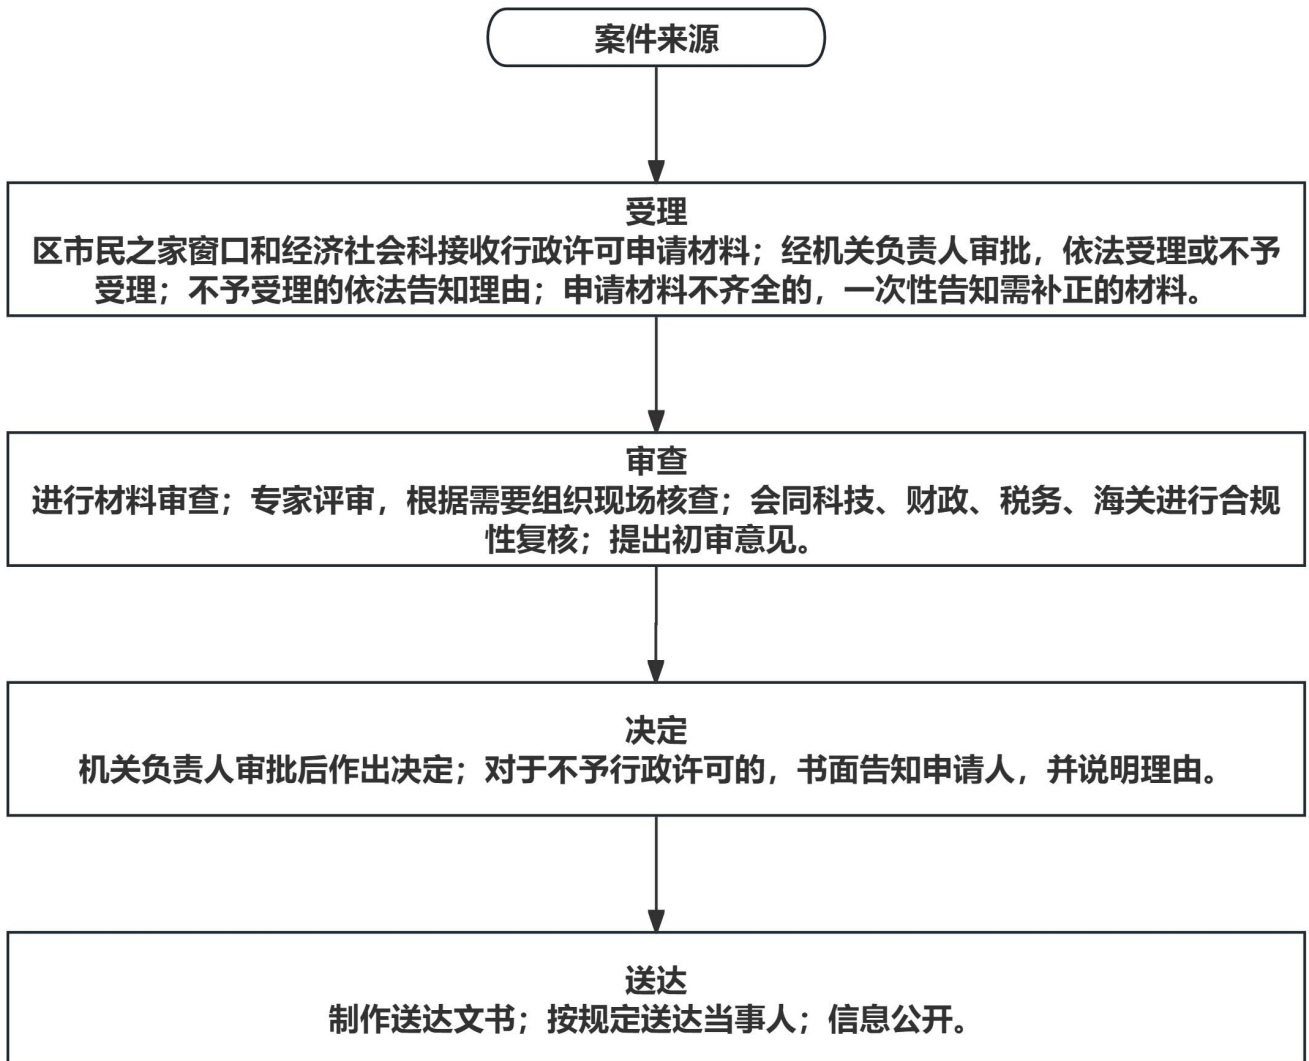 案件来源
受理
区市民之家窗口和经济社会科接收行政许可申请材料；经机关负责人审批，依法受理或不予
受理；不予受理的依法告知理由；申请材料不齐全的，一次性告知需补正的材料。
审查
进行材料审查；专家评审，根据需要组织现场核查；会同科技、财政、税务、海关进行合规
性复核；提出初审意见。
决定
机关负责人审批后作出决定；对于不予行政许可的，书面告知申请人，并说明理由。
送达
制作送达文书；按规定送达当事人；信息公开。